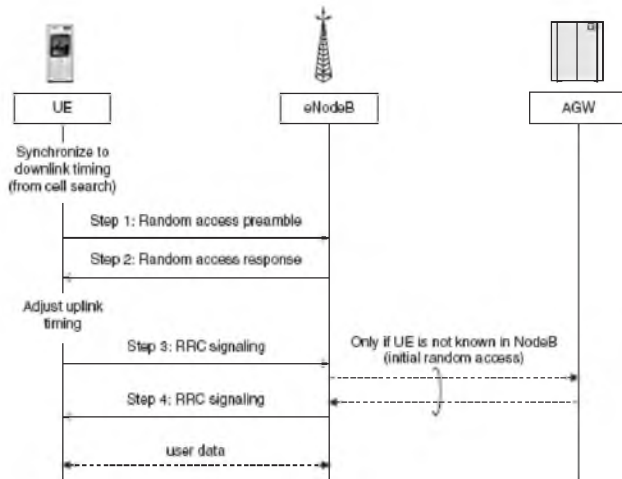 UE
eNodeB
AGW
Synchronize to
downlink timing
(from cell search)
Step 1: Random access preamble
Step 2: Random access response
Adjust uplink
timing
Only if UE is not known in NodeB
(initial random access)
Step 3: RRC signaling
Step 4: RRC signaling
user data